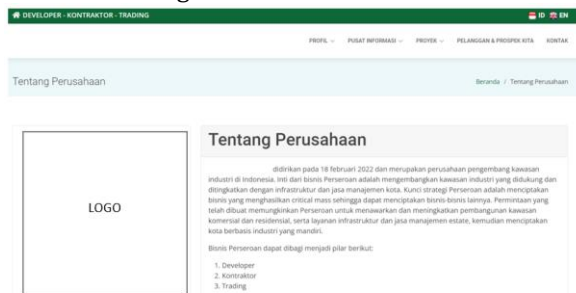 DEVELOPER - KONTRAKTOR - TRADING
ID EN
PROFIL PUSAT INFORMASI PROYEK PELANGGAN & PROSPEK KITA KONTAK
Tentang Perusahaan
Beranda / Tentang Perusahaan
LOGO
Tentang Perusahaan
didirikan pada 18 februari 2022 dan merupakan perusahaan pengembang kawasan
industri di Indonesia. Inti dari bisnis Perseroan adalah mengembangkan kawasan industri yang didukung dan
ditingkatkan dengan infrastruktur dan jasa manajemen kota. Kunci strategi Perseroan adalah menciptakan
bisnis yang menghasilkan critical mass sehingga dapat menciptakan bisnis-bisnis lainnya. Permintaan yang
telah dibuat memungkinkan Perseroan untuk menawarkan dan meningkatkan pembangunan kawasan
komersial dan residensial, serta layanan infrastruktur dan jasa manajemen estate, kemudian menciptakan
kota berbasis industri yang mandiri.
Bisnis Perseroan dapat dibagi menjadi pilar berikut:
1. Developer
2. Kontraktor
3. Trading